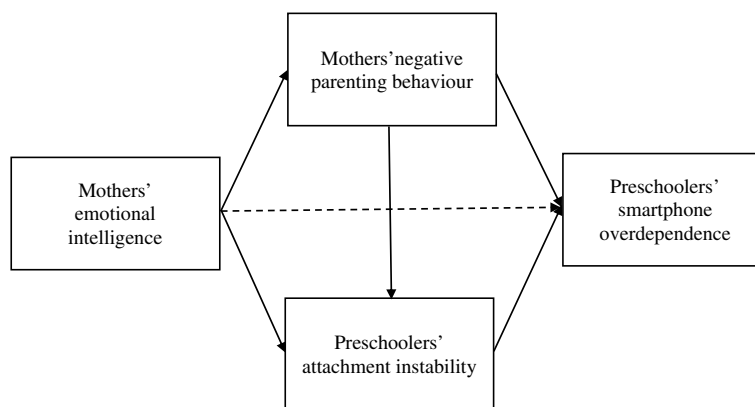 Mothers'negative
parenting behaviour
Mothers'
emotional
intelligence
Preschoolers'
smartphone
overdependence
Preschoolers'
attachment instability